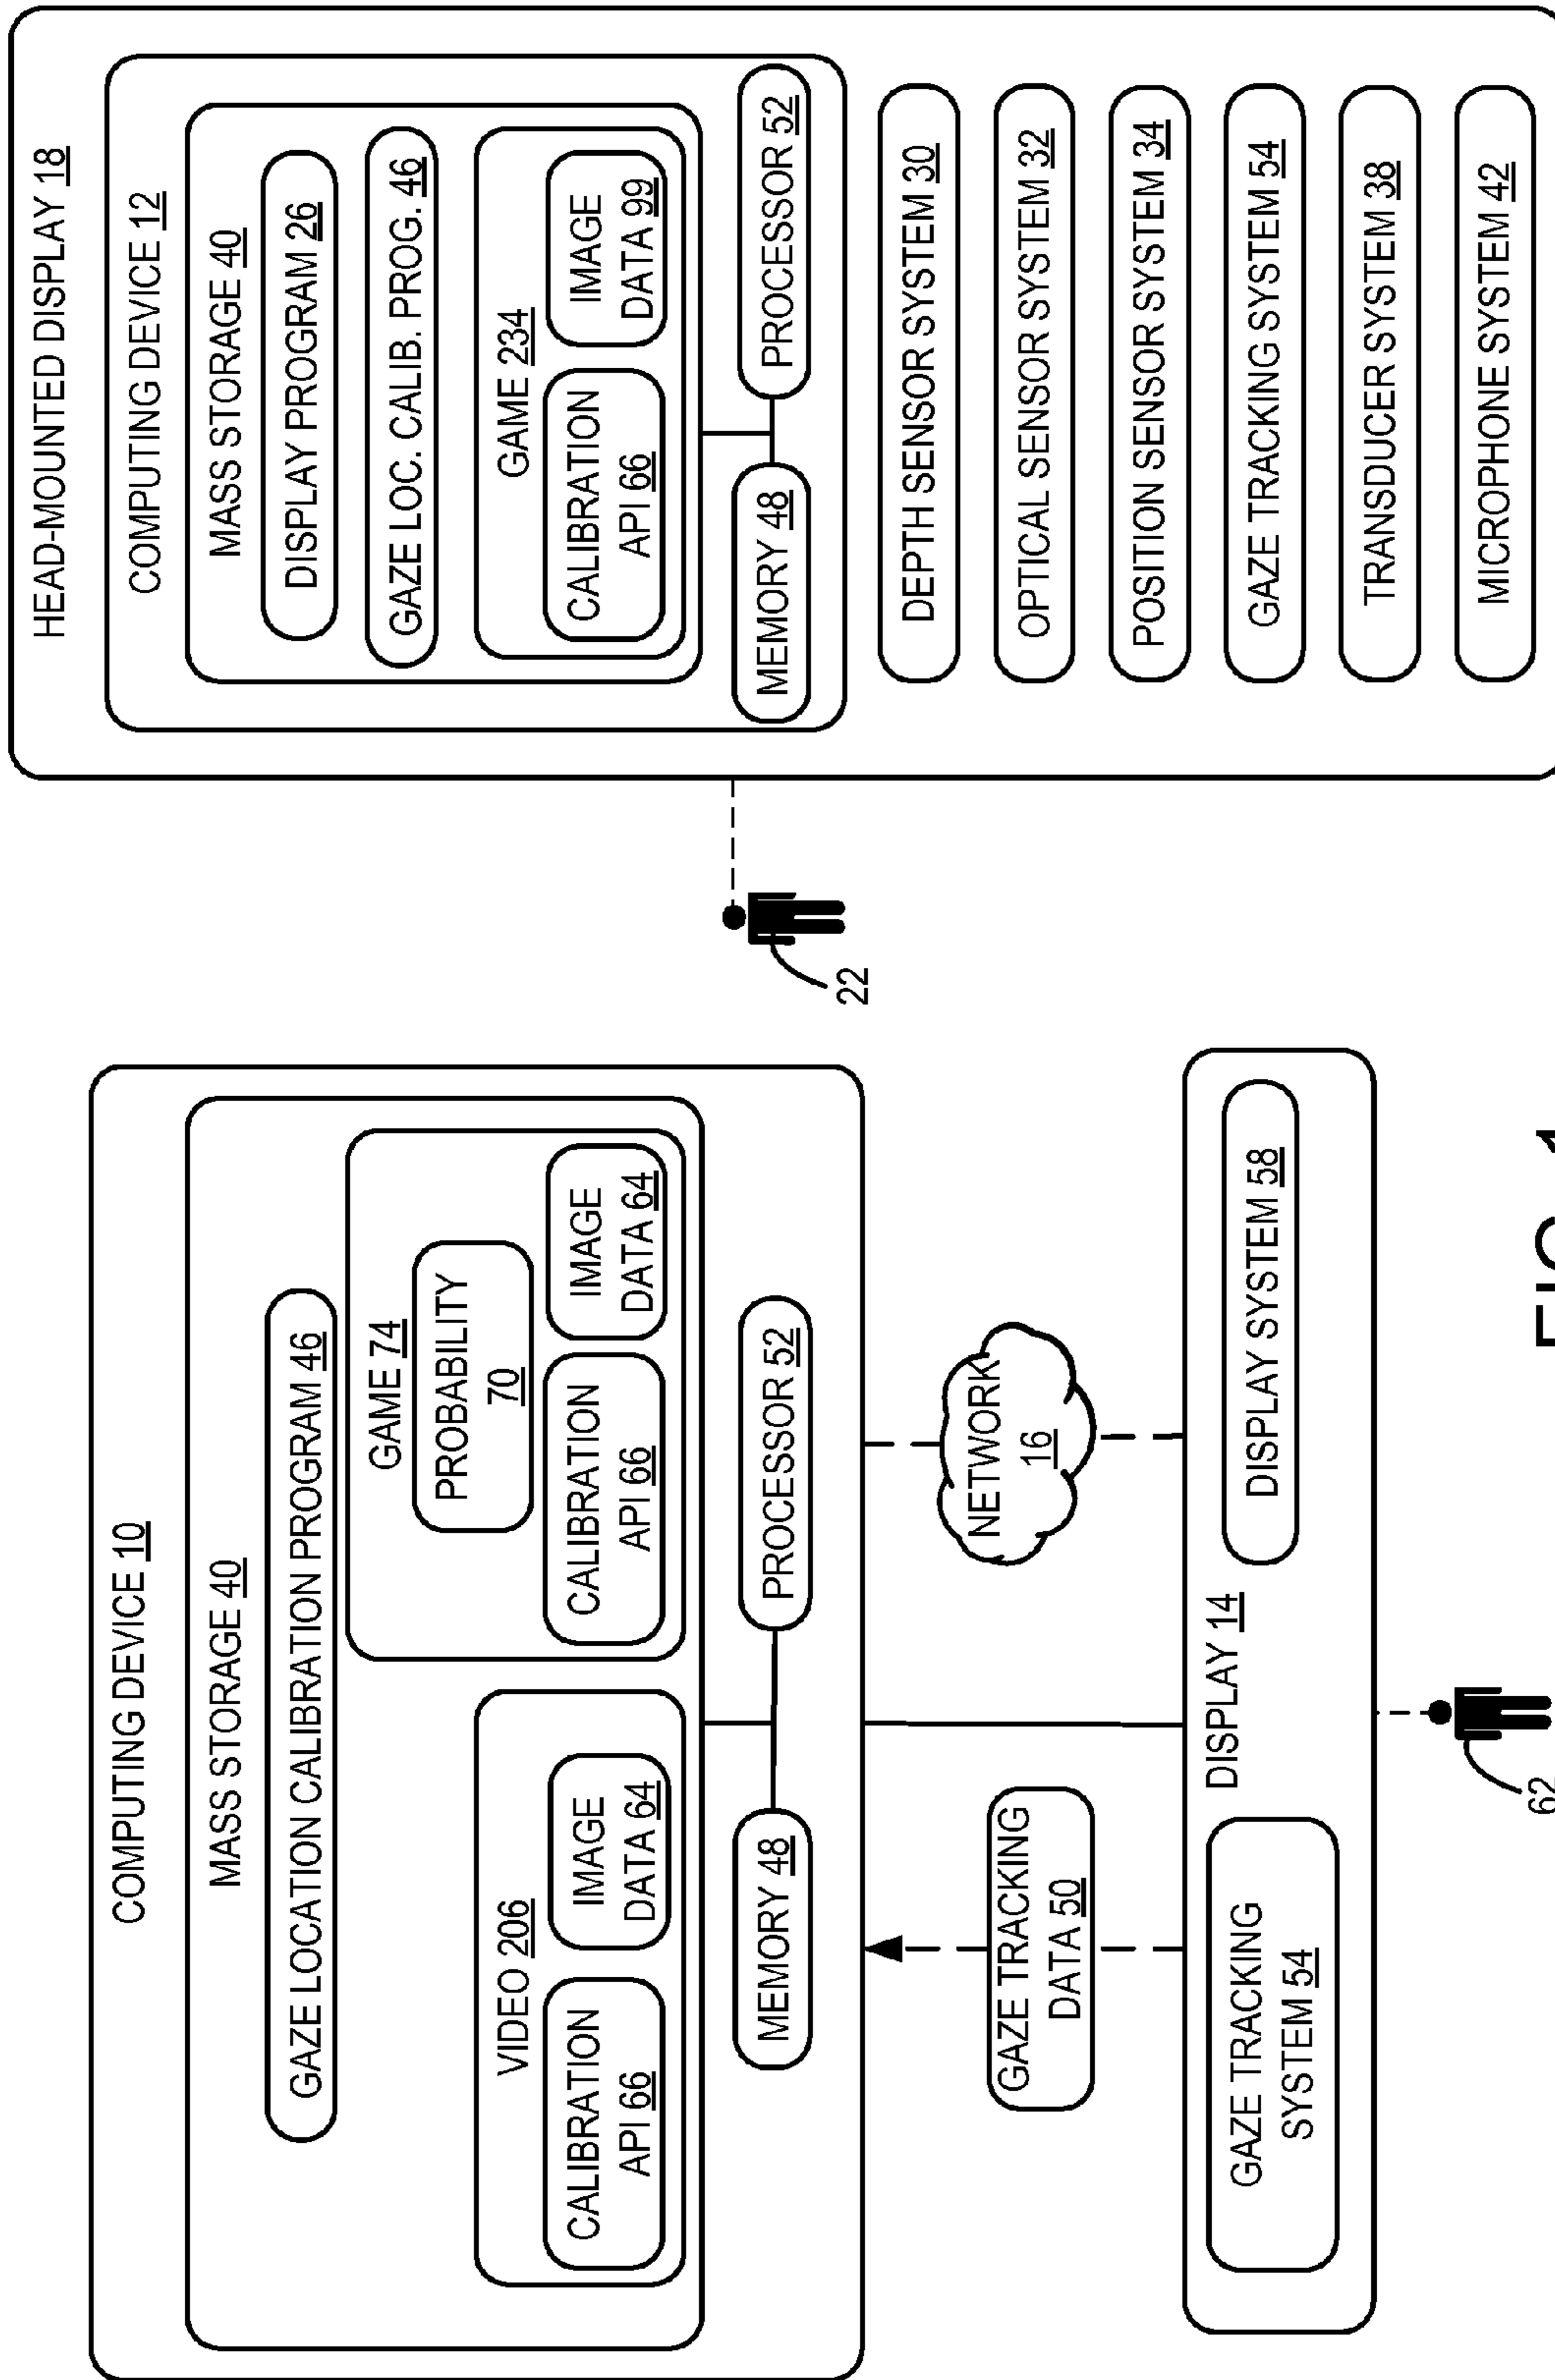 COMPUTING DEVICE 10
MASS STORAGE 40
GAZE LOCATION CALIBRATION PROGRAM 46
VIDEO 206
CALIBRATION
API 66
IMAGE
DATA 64
GAME 74
PROBABILITY
70
CALIBRATION
API 66
IMAGE
DATA 64
MEMORY 48
PROCESSOR 52
GAZE TRACKING
DATA 50
NETWORK
16
DISPLAY 14
GAZE TRACKING
SYSTEM 54
DISPLAY SYSTEM 58
62
HEAD-MOUNTED DISPLAY 18
COMPUTING DEVICE 12
MASS STORAGE 40
DISPLAY PROGRAM 26
GAZE LOC. CALIB. PROG. 46
GAME 234
CALIBRATION
API 66
IMAGE
DATA 99
MEMORY 48
PROCESSOR 52
DEPTH SENSOR SYSTEM 30
OPTICAL SENSOR SYSTEM 32
POSITION SENSOR SYSTEM 34
GAZE TRACKING SYSTEM 54
TRANSDUCER SYSTEM 38
MICROPHONE SYSTEM 42
22